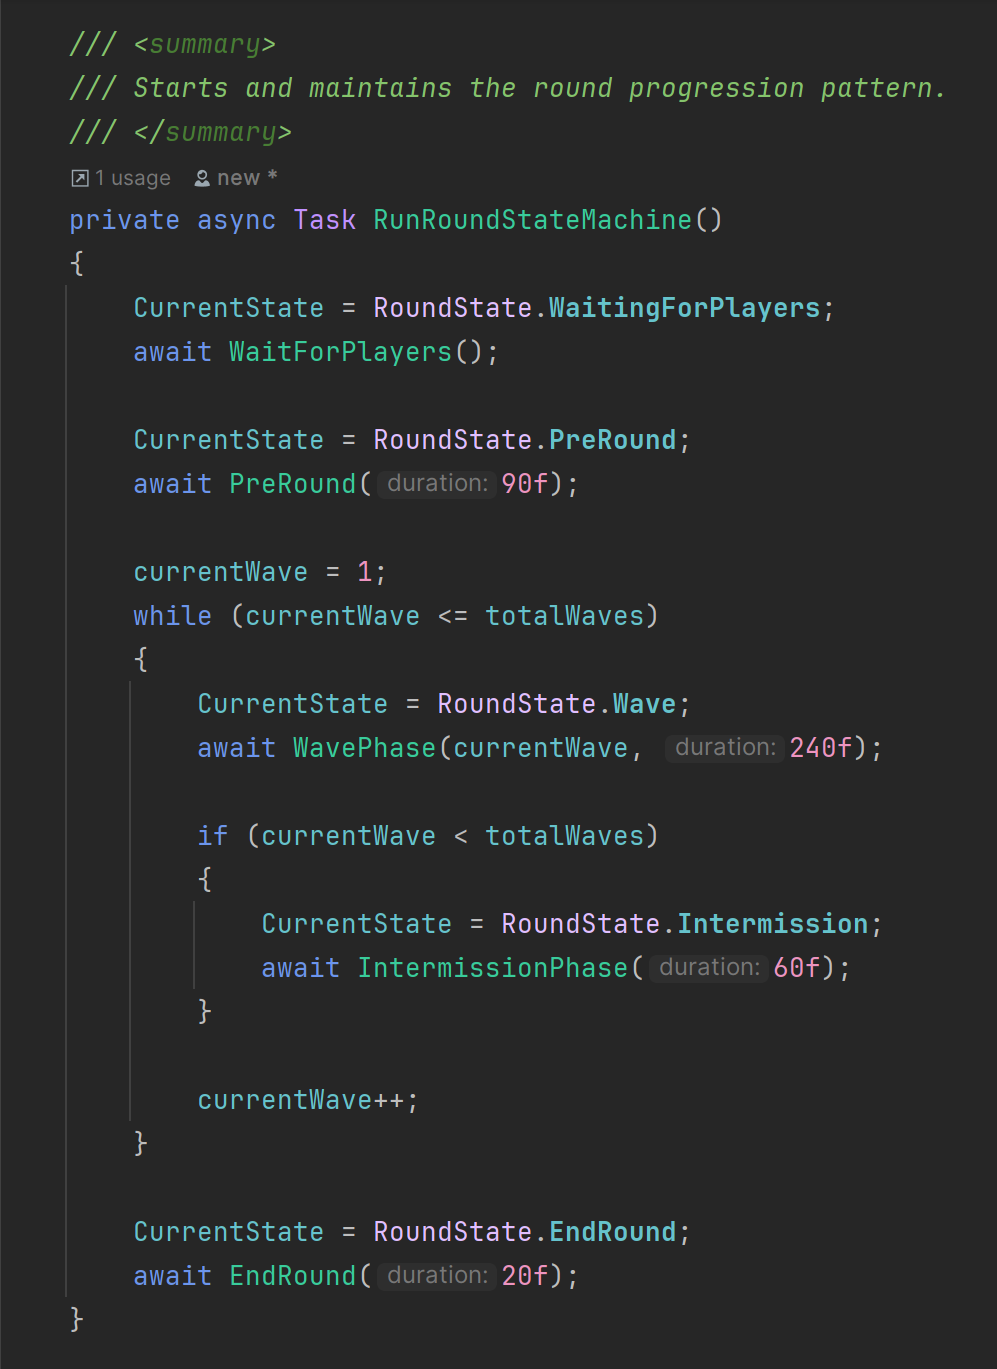 /// <summary>
/// Starts and maintains the round progression pattern.
/// </summary>
1 usage new *
private async Task RunRoundStateMachine()
{
    CurrentState = RoundState.WaitingForPlayers;
    await WaitForPlayers();

    CurrentState = RoundState.PreRound;
    await PreRound( duration: 90f);

    currentWave = 1;
    while (currentWave <= totalWaves)
    {
        CurrentState = RoundState.Wave;
        await WavePhase(currentWave, duration: 240f);

        if (currentWave < totalWaves)
        {
            CurrentState = RoundState.Intermission;
            await IntermissionPhase( duration: 60f);
        }

        currentWave++;
    }

    CurrentState = RoundState.EndRound;
    await EndRound( duration: 20f);
}